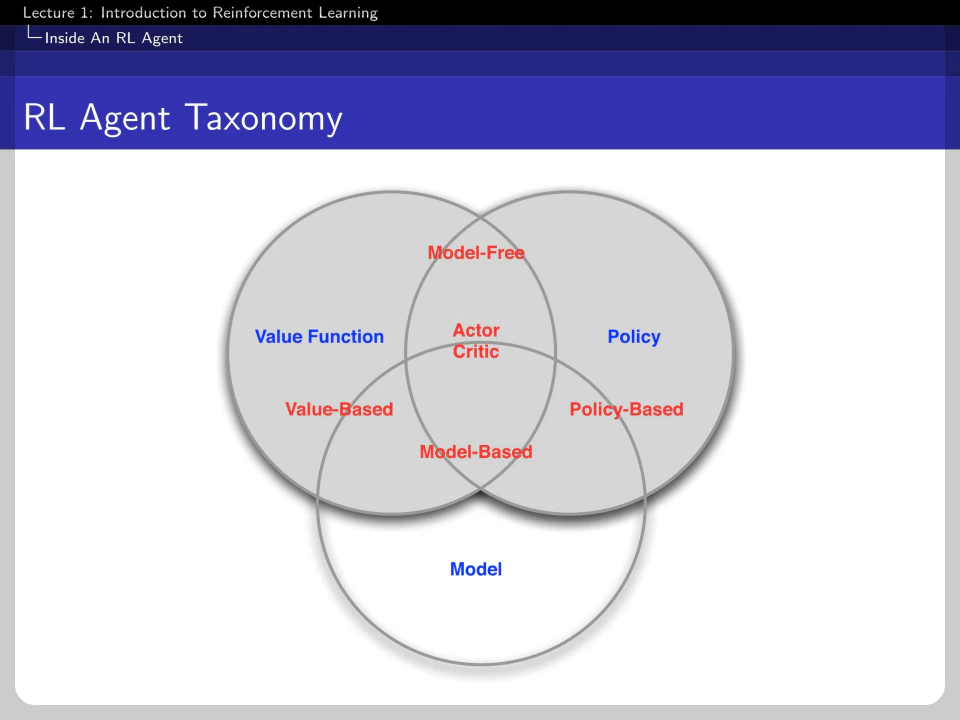 Lecture 1: Introduction to Reinforcement Learning
Inside An RL Agent
RL Agent Taxonomy
Model-Free
Value Function
Actor
Critic
Policy
Value-Based
Policy-Based
Model-Based
Model